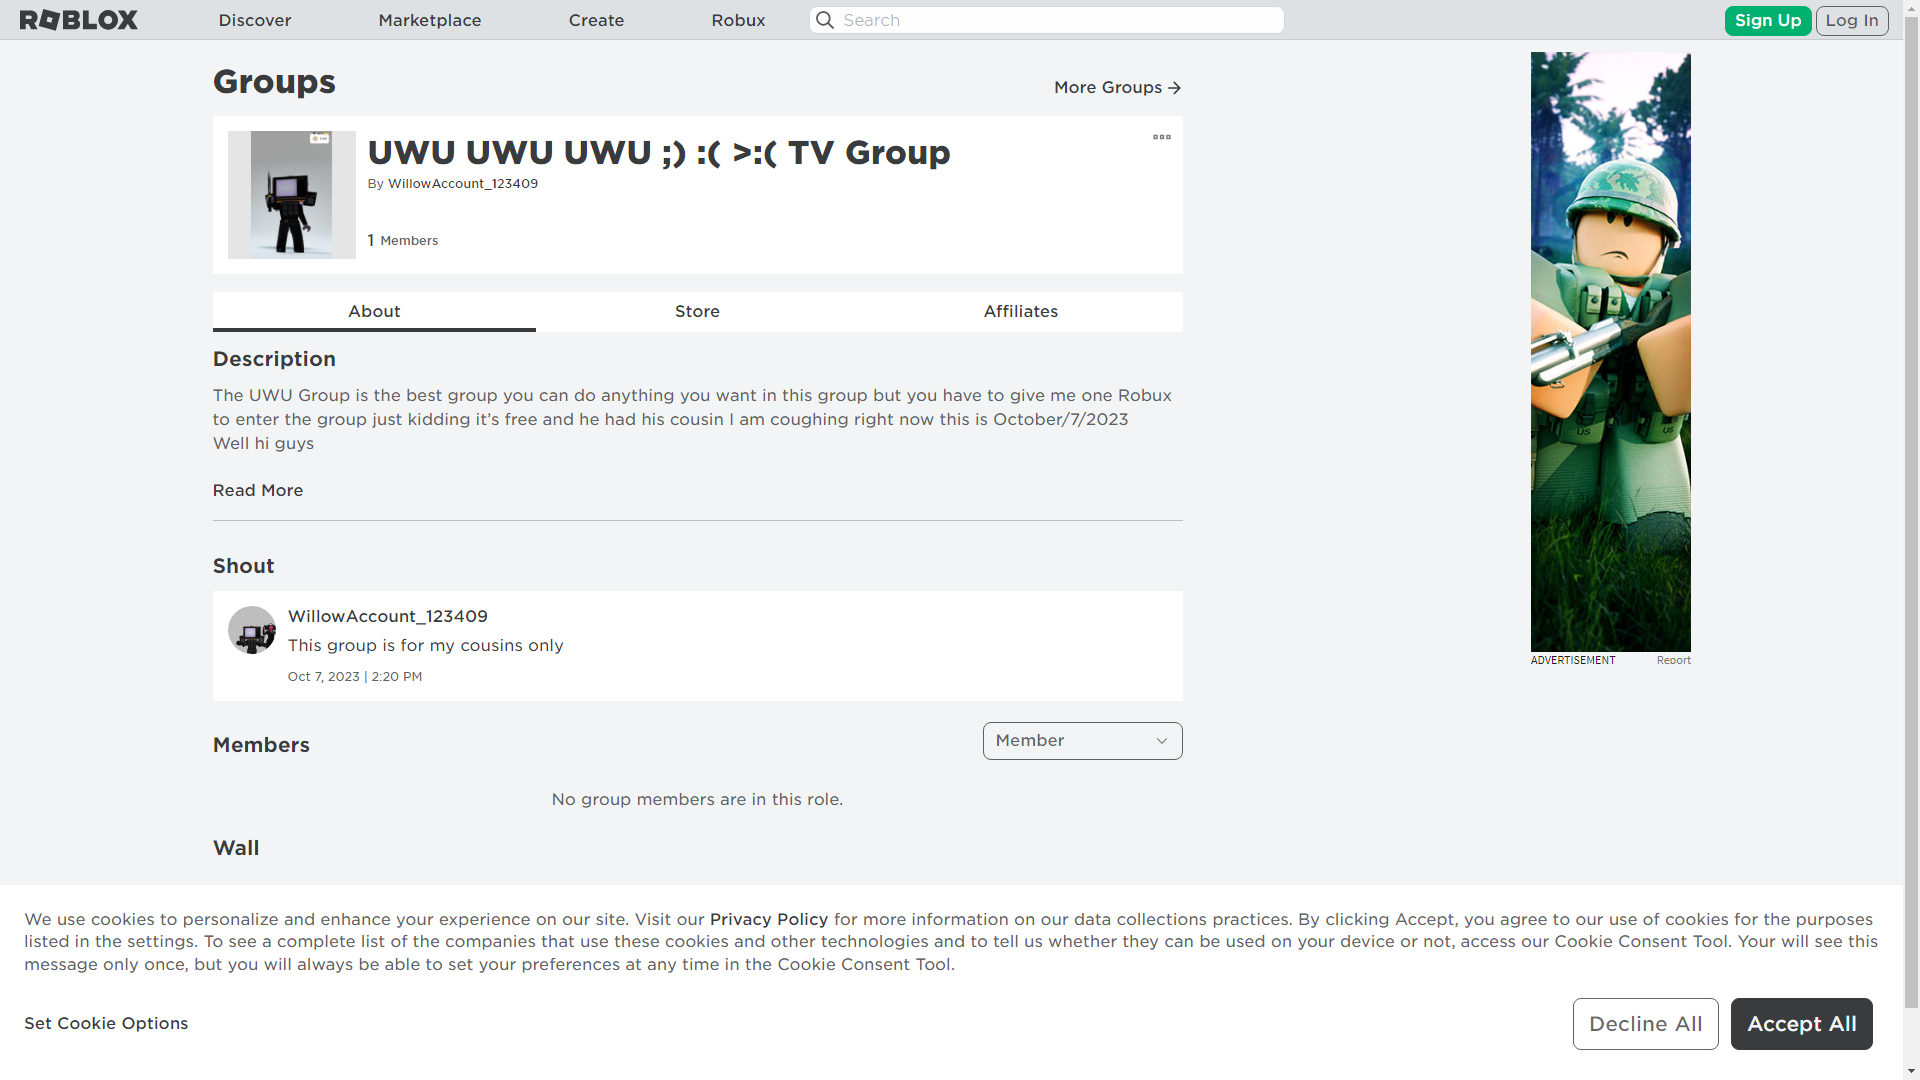 ROBLOX
Discover
Marketplace
Create
Robux
Search
Sign Up
Log In
Groups
More Groups
UWU UWU UWU ;) :( >:( TV Group
By WillowAccount_123409
1 Members
About
Store
Affiliates
Description
The UWU Group is the best group you can do anything you want in this group but you have to give me one Robux
to enter the group just kidding it’s free and he had his cousin I am coughing right now this is October/7/2023
Well hi guys
Read More
Shout
WillowAccount_123409
This group is for my cousins only
Oct 7, 2023 | 2:20 PM
Members
Member
No group members are in this role.
Wall
US
US
ADVERTISEMENT
Report
We use cookies to personalize and enhance your experience on our site. Visit our Privacy Policy for more information on our data collections practices. By clicking Accept, you agree to our use of cookies for the purposes
listed in the settings. To see a complete list of the companies that use these cookies and other technologies and to tell us whether they can be used on your device or not, access our Cookie Consent Tool. Your will see this
message only once, but you will always be able to set your preferences at any time in the Cookie Consent Tool.
Set Cookie Options
Decline All
Accept All